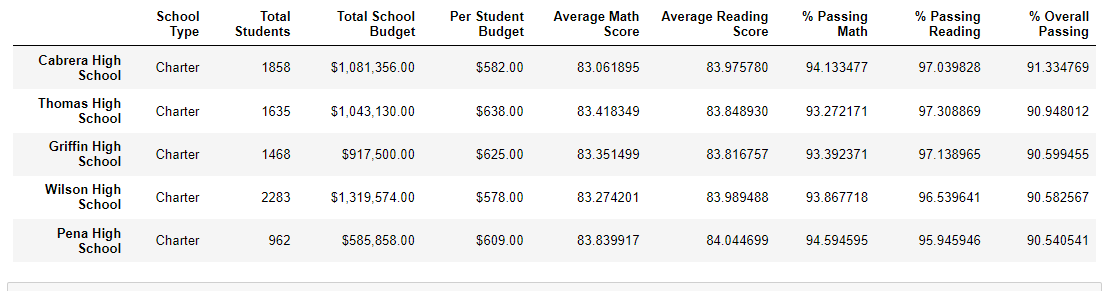 School Type Total Students Total School Budget Per Student Budget Average Math Score Average Reading Score % Passing Math % Passing Reading % Overall Passing
Cabrera High School Charter 1858 $1,081,356.00 $582.00 83.061895 83.975780 94.133477 97.039828 91.334769
Thomas High School Charter 1635 $1,043,130.00 $638.00 83.418349 83.848930 93.272171 97.308869 90.948012
Griffin High School Charter 1468 $917,500.00 $625.00 83.351499 83.816757 93.392371 97.138965 90.599455
Wilson High School Charter 2283 $1,319,574.00 $578.00 83.274201 83.989488 93.867718 96.539641 90.582567
Pena High School Charter 962 $585,858.00 $609.00 83.839917 84.044699 94.594595 95.945946 90.540541